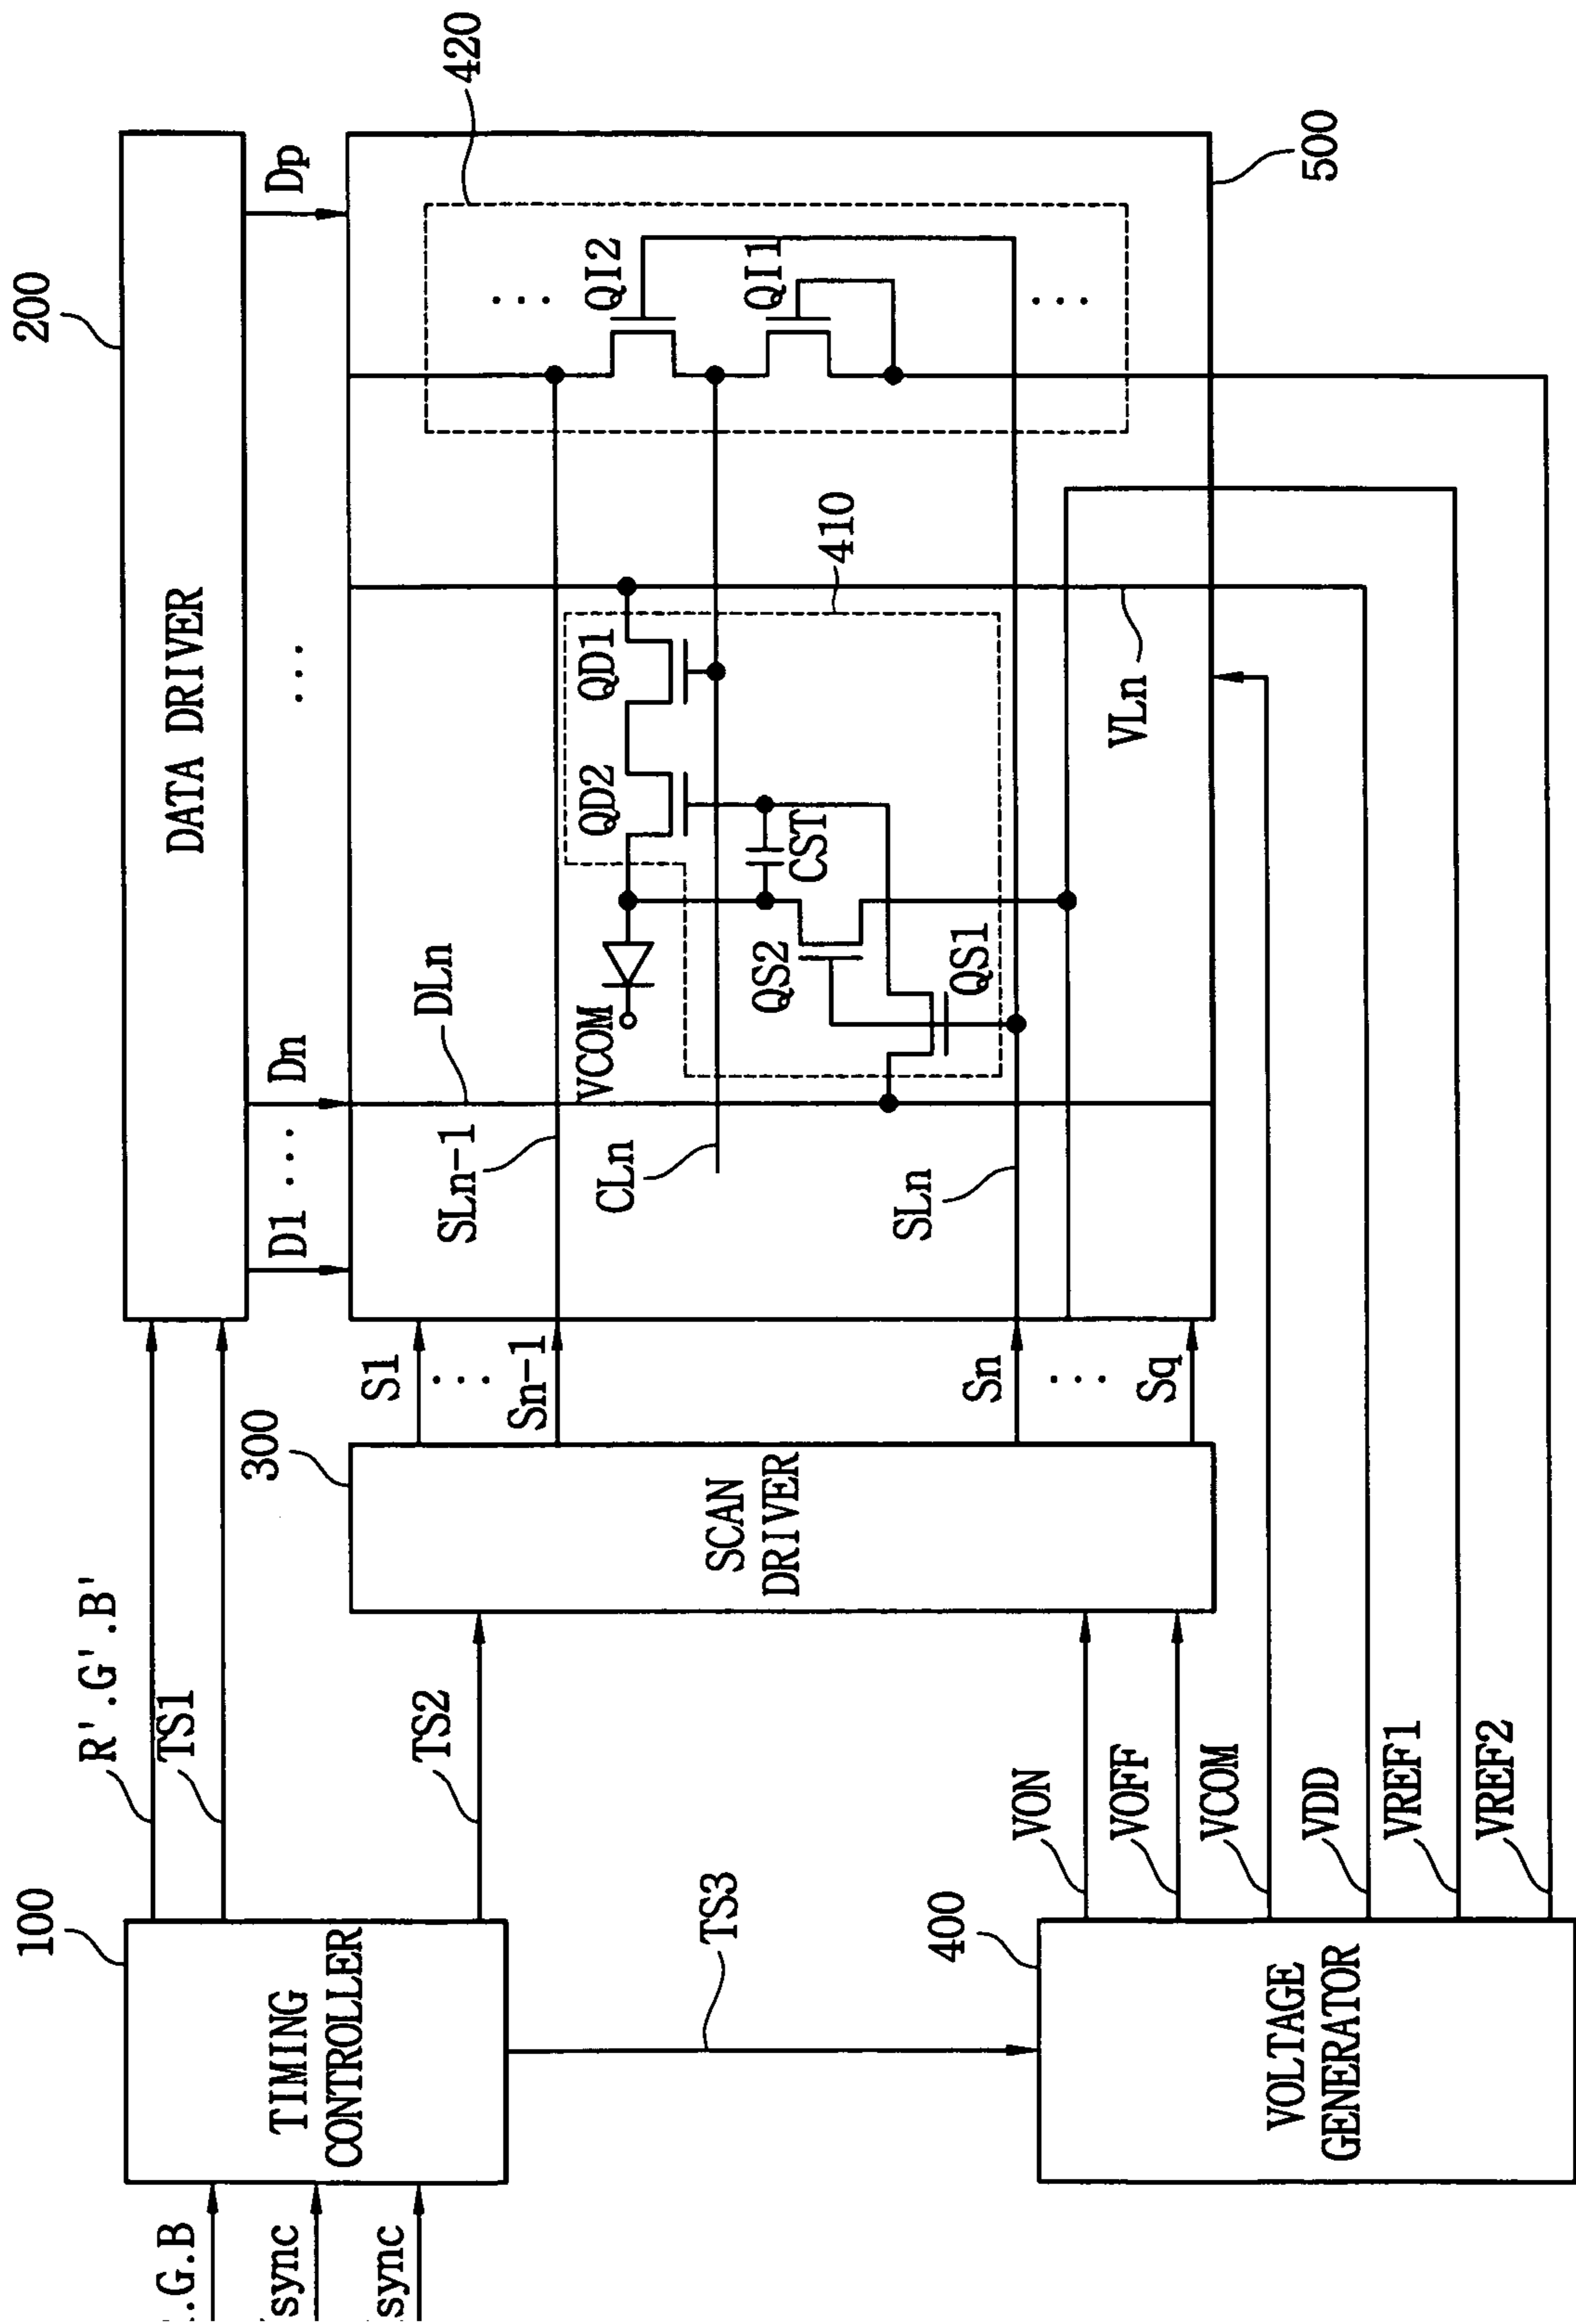 200
DATA DRIVER
D1
...
Dn
...
Dp
420
R'.G'.B'
TS1
100
TIMING
CONTROLLER
.G.B
sync
sync
TS2
TS3
300
SCAN
DRIVER
S1
...
Sn-1
Sn
...
Sq
SLn-1
DLn
CLn
SLn
VCOM
QD2
QD1
CST
QS2
QS1
410
...
QI2
QI1
...
VLn
500
400
VOLTAGE
GENERATOR
VON
VOFF
VCOM
VDD
VREF1
VREF2